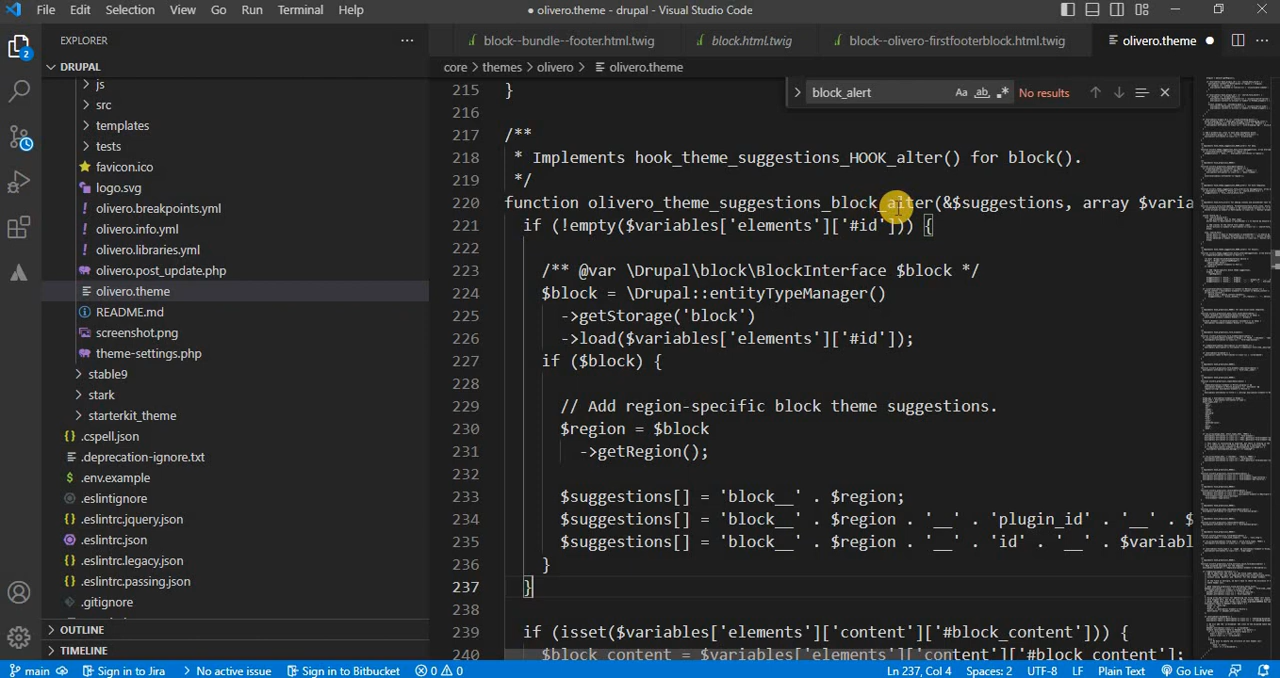 File Edit Selection View Go Run Terminal Help
olivero.theme - drupal - Visual Studio Code
EXPLORER
block--bundle--footer.html.twig block.html.twig block--olivero-firstfooterblock.html.twig olivero.theme
DRUPAL
core > themes > olivero > olivero.theme
js
src
templates
tests
favicon.ico
logo.svg
olivero.breakpoints.yml
olivero.info.yml
olivero.libraries.yml
olivero.post_update.php
olivero.theme
README.md
screenshot.png
theme-settings.php
stable9
stark
starterkit_theme
.cspell.json
.deprecation-ignore.txt
.env.example
.eslintignore
.eslintrc.jquery.json
.eslintrc.json
.eslintrc.legacy.json
.eslintrc.passing.json
.gitignore
OUTLINE
TIMELINE
2
block_alert Aa ab .* No results
215 }
216
217 /**
218 * Implements hook_theme_suggestions_HOOK_alter() for block().
219 */
220 function olivero_theme_suggestions_block_alter(&$suggestions, array $varia
221 if (!empty($variables['elements']['#id'])) {
222
223 /** @var \Drupal\block\BlockInterface $block */
224 $block = \Drupal::entityTypeManager()
225 ->getStorage('block')
226 ->load($variables['elements']['#id']);
227 if ($block) {
228
229 // Add region-specific block theme suggestions.
230 $region = $block
231 ->getRegion();
232
233 $suggestions[] = 'block__' . $region;
234 $suggestions[] = 'block__' . $region . '__' . 'plugin_id' . '__' . $
235 $suggestions[] = 'block__' . $region . '__' . 'id' . '__' . $variabl
236 }
237 }
238
239 if (isset($variables['elements']['content']['#block_content'])) {
240 $block_content = $variables['elements']['content']['#block_content'];
main Sign in to Jira No active issue Sign in to Bitbucket 0 0 Ln 237, Col 4 Spaces: 2 UTF-8 LF Plain Text Go Live